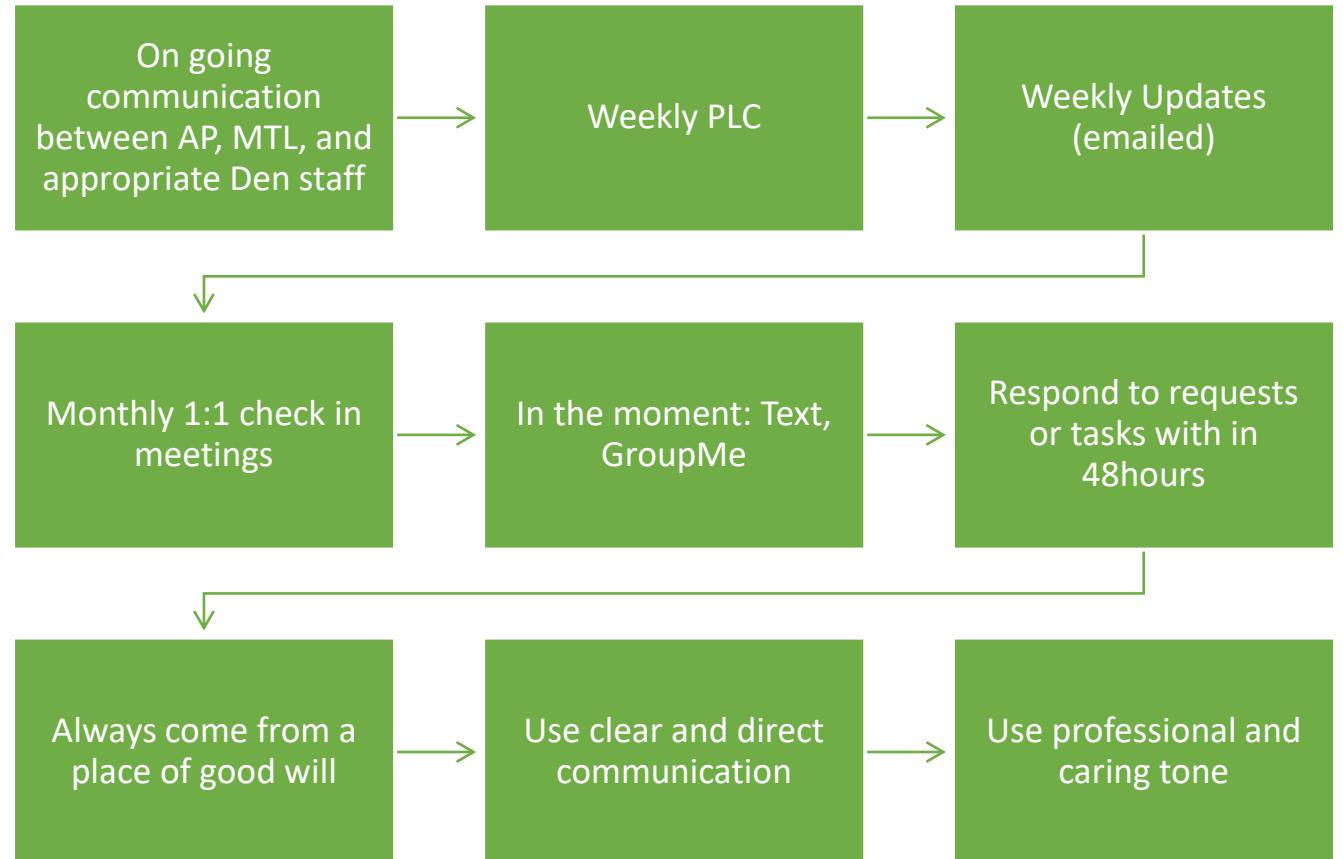 On going
communication
between AP, MTL, and
appropriate Den staff
Weekly PLC
Weekly Updates
(emailed)
Monthly 1:1 check in
meetings
In the moment: Text,
GroupMe
Respond to requests
or tasks with in
48hours
Always come from a
place of good will
Use clear and direct
communication
Use professional and
caring tone